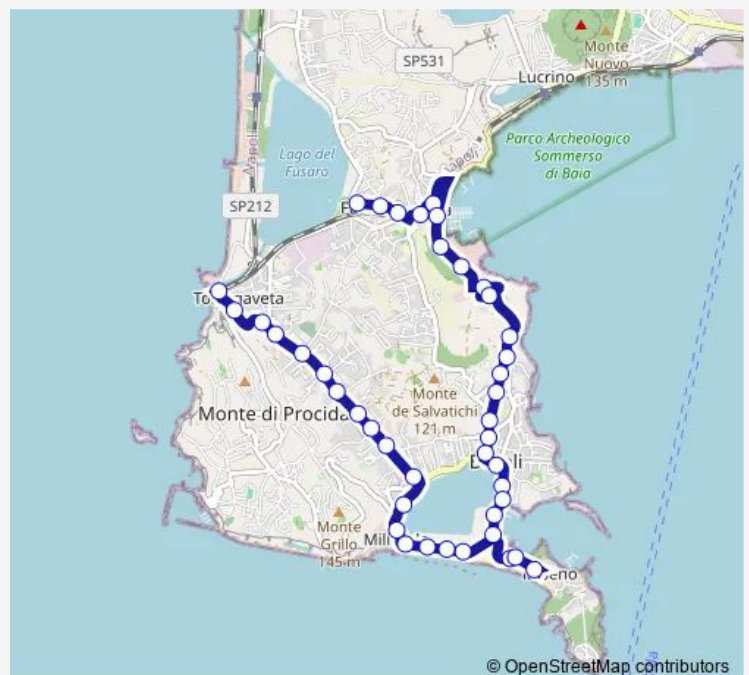 SP531
Monte
Nuovo
135 m
Lucrino
Parco Archeologico
Sommerso
di Baia
Lago del
Fusaro
SP212
Monte
de Salvatichi
121 m
Monte di Procida
Monte
Grillo
145 m
© OpenStreetMap contributors